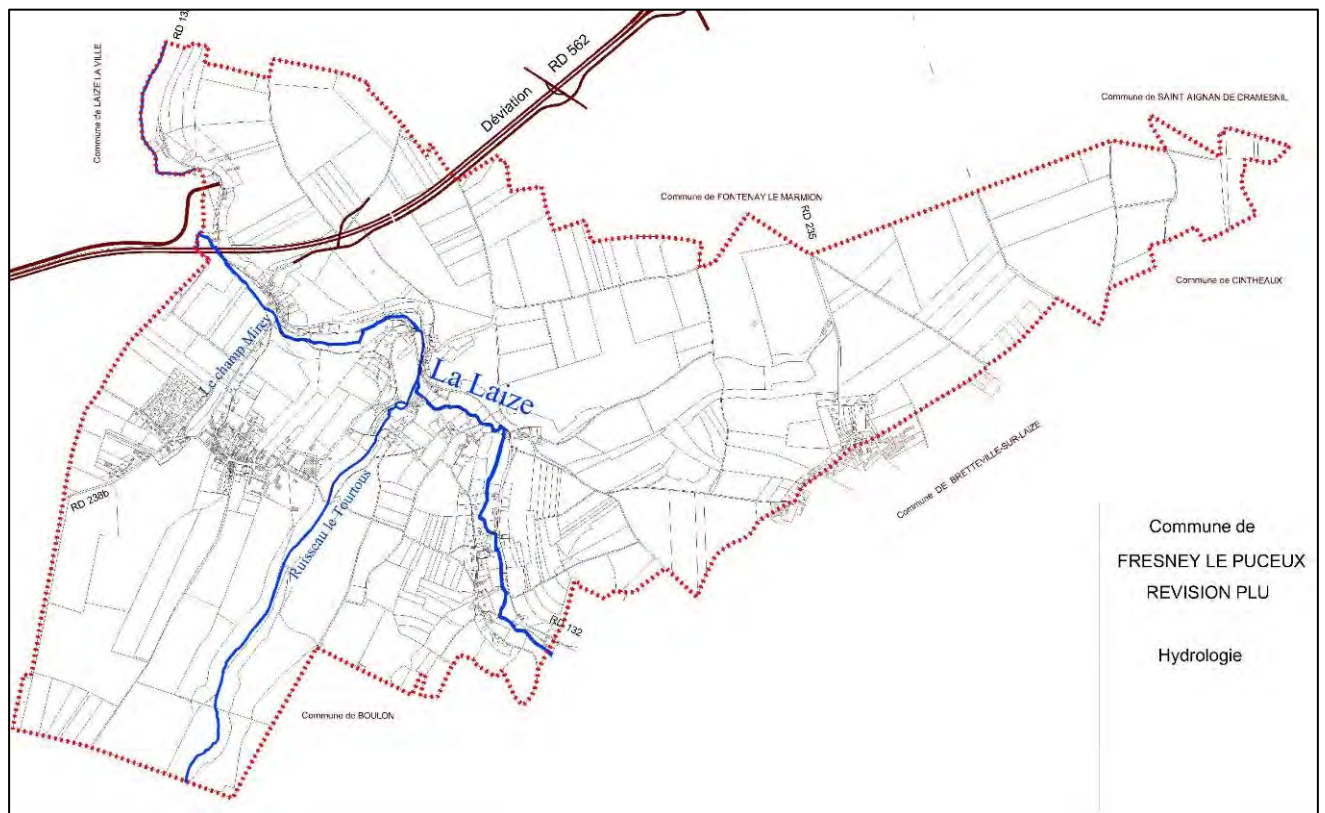 RD 132
Commune de LAIZE LA VILLE
Déviation RD 562
Commune de SAINT AIGNAN DE CRAMESNIL
Commune de FONTENAY LE MARMION
RD 235
Commune de CINTHEAUX
Le champ Mirey
La Laize
RD 238b
Ruisseau le Tourtous
Commune DE BRETTEVILLE-SUR-LAIZE
RD 132
Commune de BOULON
Commune de
FRESNEY LE PUCEUX
REVISION PLU
Hydrologie